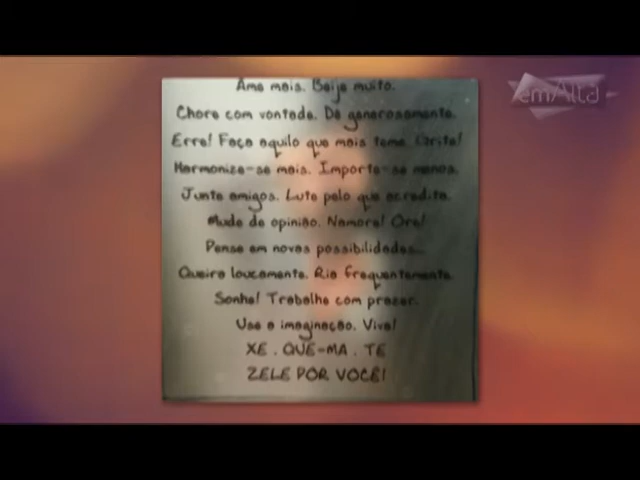 Ame mais. Beije muito.
Chore com vontade. Dê generosamente.
Erre! Faça aquilo que mais teme. Grite!
Harmonize-se mais. Importe-se menos.
Junte amigos. Lute pelo que acredita.
Mude de opinião. Namore! Ore!
Pense em novas possibilidades...
Queira loucamente. Ria frequentemente.
Sonhe! Trabalhe com prazer.
Use a imaginação. Viva!
XE . QUE-MA . TE
ZELE POR VOCÊ!
emAlta